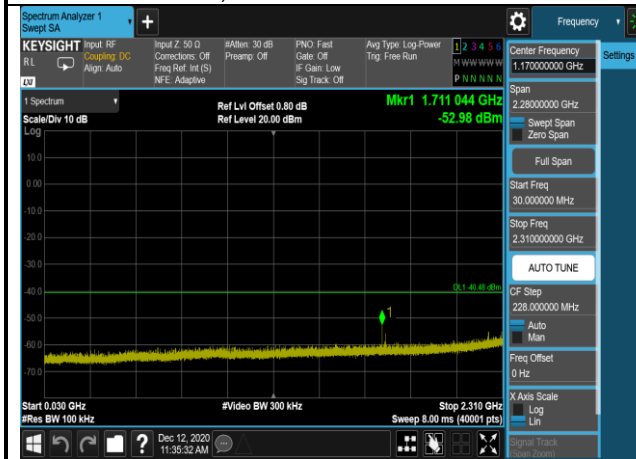 Spectrum Analyzer 1
Swept SA
+
Frequency
KEYSIGHT
RL
LXI
Input: RF
Coupling: DC
Align: Auto
Input Z: 50 Ω
Corrections: Off
Freq Ref: Int (S)
NFE: Adaptive
#Atten: 30 dB
Preamp: Off
PNO: Fast
Gate: Off
IF Gain: Low
Sig Track: Off
Avg Type: Log-Power
Trig: Free Run
1 2 3 4 5 6
M W W W W W
P N N N N N
1 Spectrum
Scale/Div 10 dB
Log
Ref Lvl Offset 0.80 dB
Ref Level 20.00 dBm
Mkr1 1.711 044 GHz
-52.98 dBm
10.0
0.00
-10.0
-20.0
-30.0
-40.0
-50.0
-60.0
-70.0
DL1 -40.40 dBm
1
Start 0.030 GHz
#Res BW 100 kHz
#Video BW 300 kHz
Stop 2.310 GHz
Sweep 8.00 ms (40001 pts)
?
Dec 12, 2020
11:35:32 AM
Settings
Center Frequency
1.170000000 GHz
Span
2.28000000 GHz
Swept Span
Zero Span
Full Span
Start Freq
30.000000 MHz
Stop Freq
2.310000000 GHz
AUTO TUNE
CF Step
228.000000 MHz
Auto
Man
Freq Offset
0 Hz
X Axis Scale
Log
Lin
Signal Track
(Span Zoom)